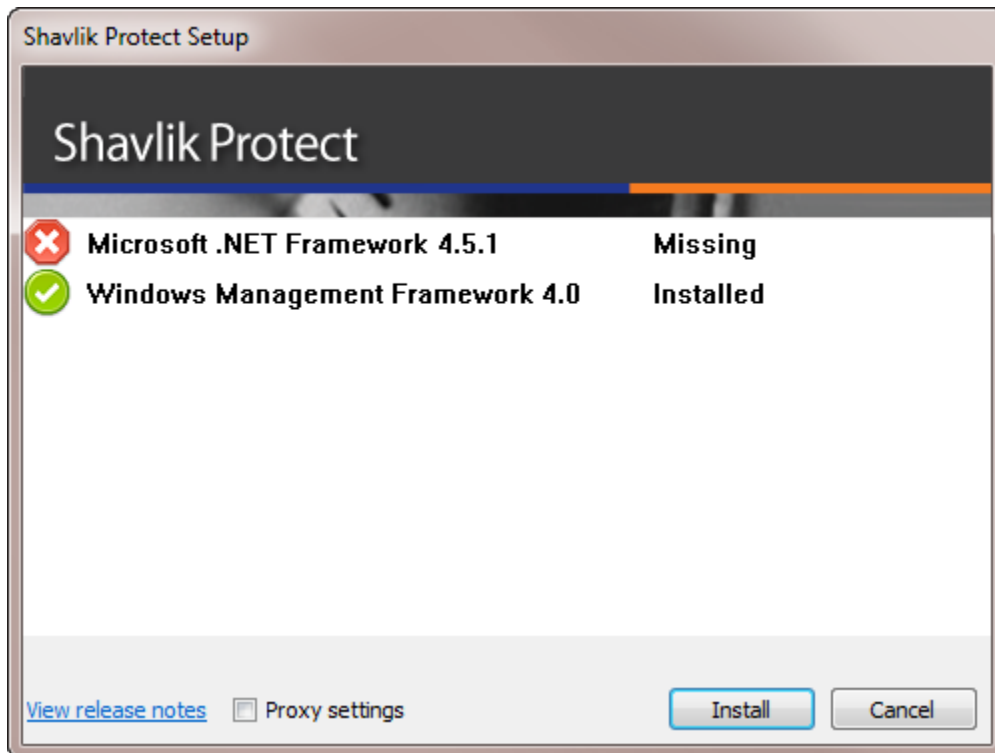 Shavlik Protect Setup
Shavlik Protect
Microsoft .NET Framework 4.5.1 Missing
Windows Management Framework 4.0 Installed
View release notes Proxy settings Install Cancel